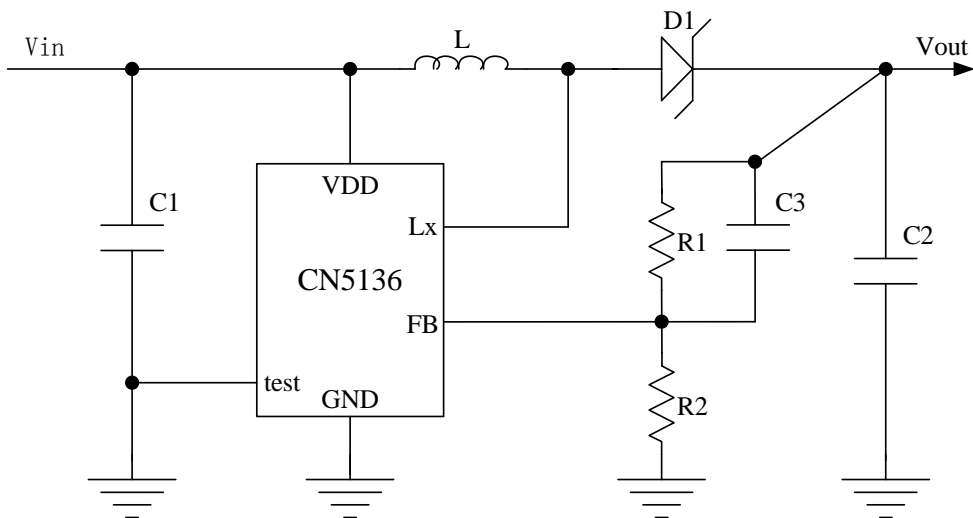 D1
Vin
L
Vout
VDD
C1
Lx
C3
R1
C2
CN5136
FB
test
GND
R2